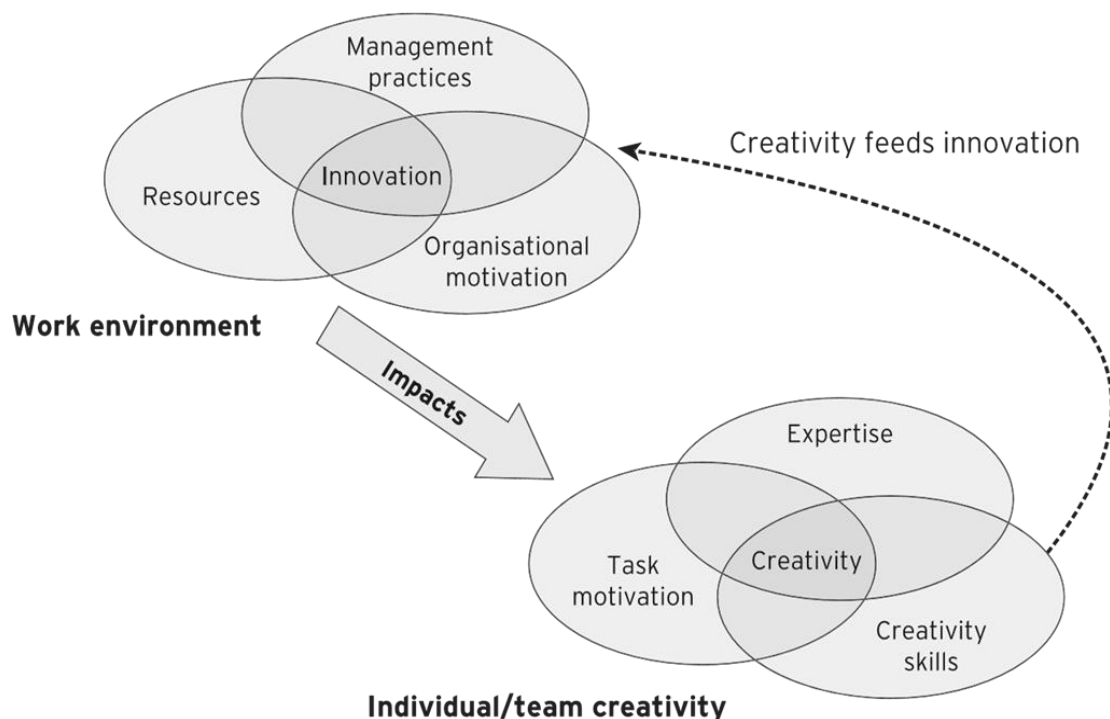 Management
practices
Creativity feeds innovation
Innovation
Resources
Organisational
motivation
Work environment
Impacts
Expertise
Creativity
Task
motivation
Creativity
skills
Individual/team creativity